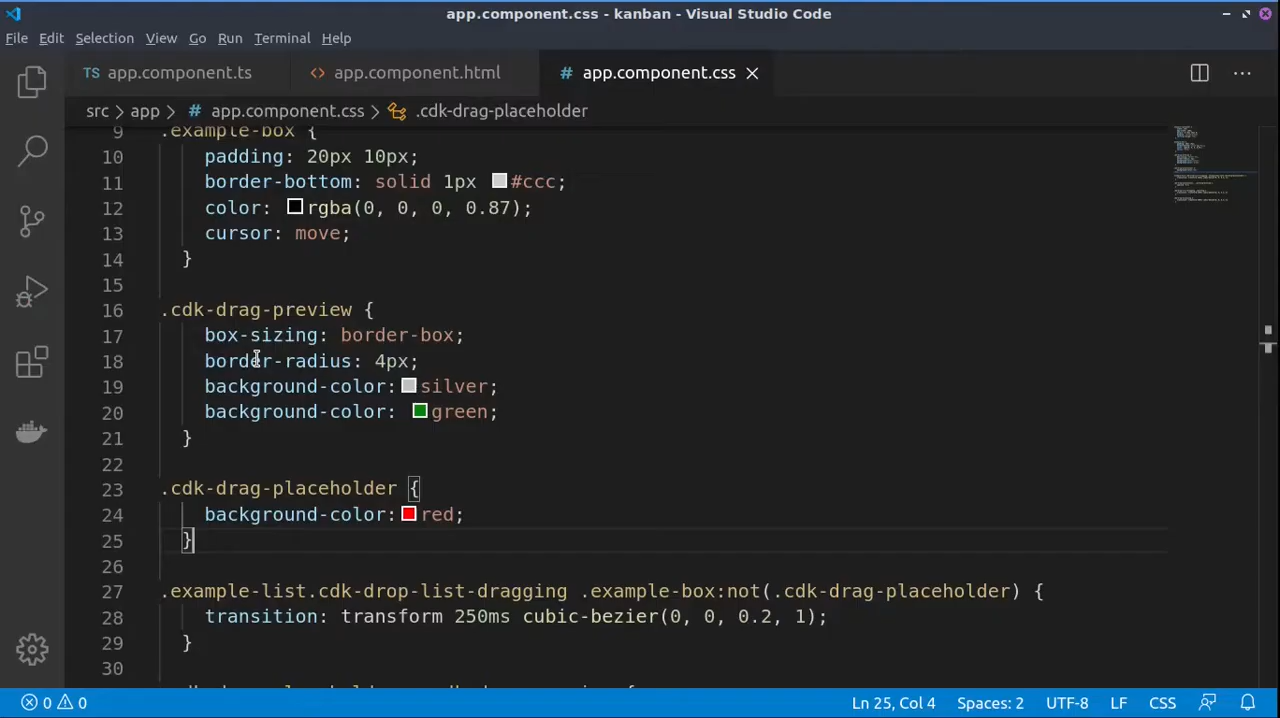 app.component.css - kanban - Visual Studio Code
File Edit Selection View Go Run Terminal Help
TS app.component.ts <> app.component.html # app.component.css
src > app > # app.component.css > .cdk-drag-placeholder
9 .example-box {
10 padding: 20px 10px;
11 border-bottom: solid 1px #ccc;
12 color: rgba(0, 0, 0, 0.87);
13 cursor: move;
14 }
15
16 .cdk-drag-preview {
17 box-sizing: border-box;
18 border-radius: 4px;
19 background-color: silver;
20 background-color: green;
21 }
22
23 .cdk-drag-placeholder {
24 background-color: red;
25 }
26
27 .example-list.cdk-drop-list-dragging .example-box:not(.cdk-drag-placeholder) {
28 transition: transform 250ms cubic-bezier(0, 0, 0.2, 1);
29 }
30
0 0 Ln 25, Col 4 Spaces: 2 UTF-8 LF CSS